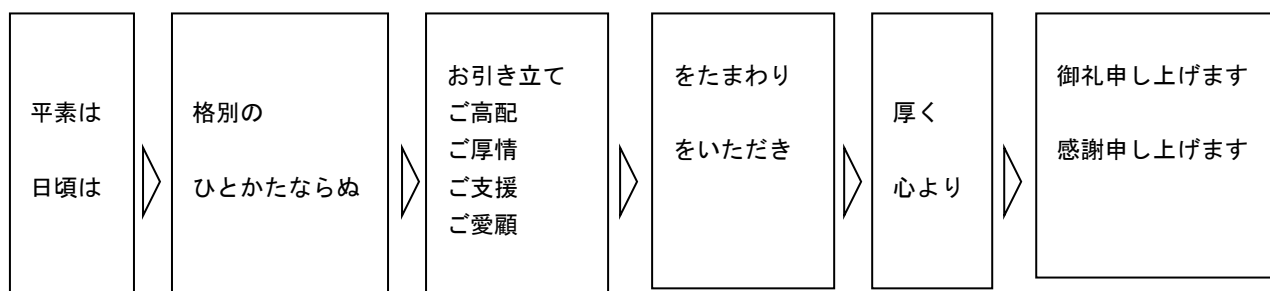 平素は
日頃は
格別の
ひとかたならぬ
お引き立て
ご高配
ご厚情
ご支援
ご愛顧
をたまわり
をいただき
厚く
心より
御礼申し上げます
感謝申し上げます